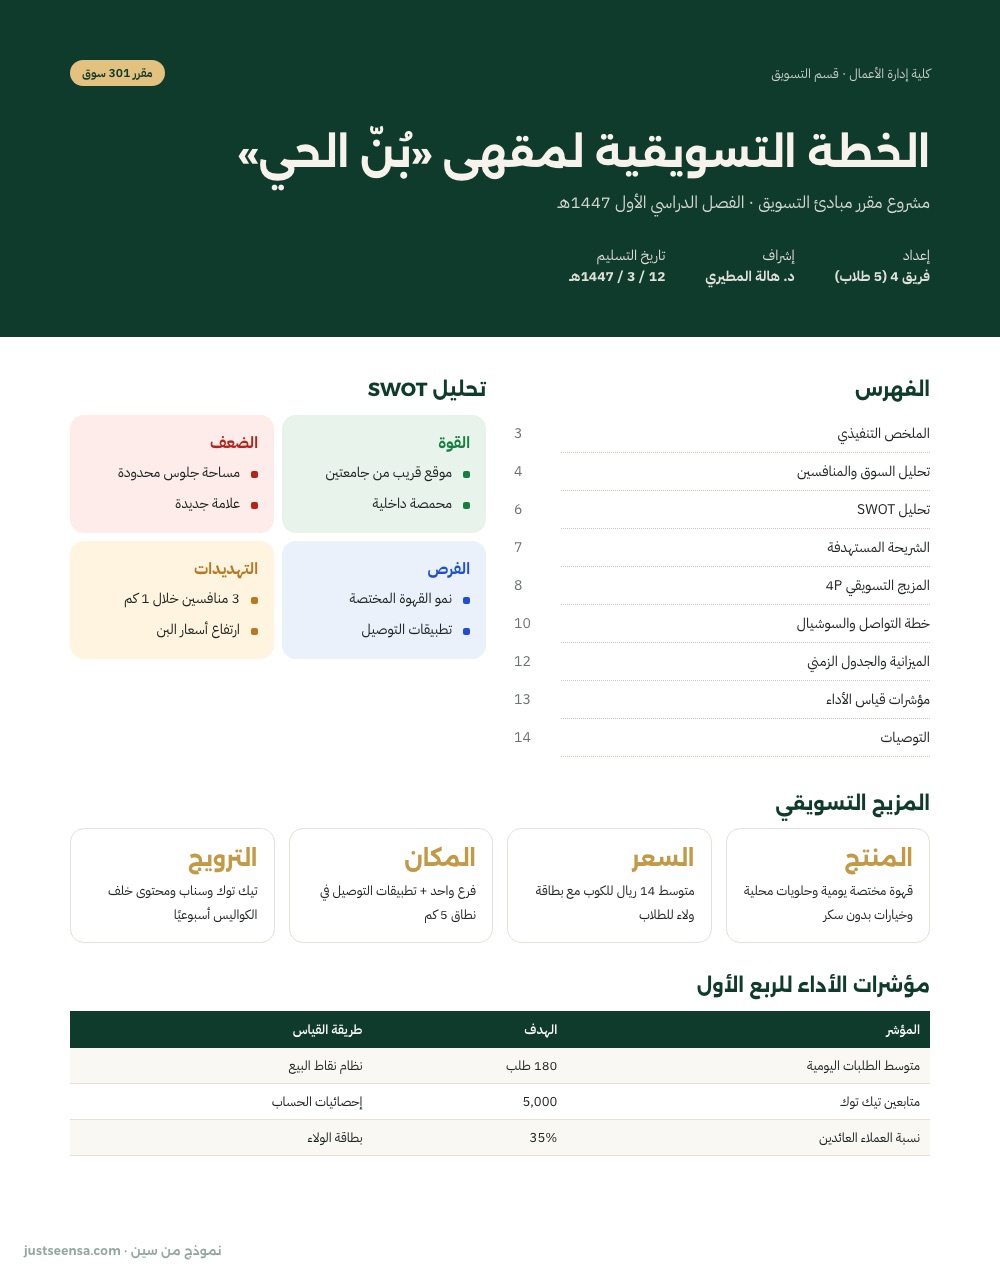 كلية إدارة الأعمال · قسم التسويق
مقرر 301 سوق
الخطة التسويقية لمقهى «بُنّ الحي»
مشروع مقرر مبادئ التسويق · الفصل الدراسي الأول 1447هـ
إعداد
فريق 4 (5 طلاب)
إشراف
د. هالة المطيري
تاريخ التسليم
12 / 3 / 1447هـ
الفهرس
الملخص التنفيذي 3
تحليل السوق والمنافسين 4
تحليل SWOT 6
الشريحة المستهدفة 7
المزيج التسويقي 4P 8
خطة التواصل والسوشيال 10
الميزانية والجدول الزمني 12
مؤشرات قياس الأداء 13
التوصيات 14
تحليل SWOT
القوة
موقع قريب من جامعتين
محمصة داخلية
الضعف
مساحة جلوس محدودة
علامة جديدة
الفرص
نمو القهوة المختصة
تطبيقات التوصيل
التهديدات
3 منافسين خلال 1 كم
ارتفاع أسعار البن
المزيج التسويقي
المنتج
قهوة مختصة يومية وحلويات محلية
وخيارات بدون سكر
السعر
متوسط 14 ريال للكوب مع بطاقة
ولاء للطلاب
المكان
فرع واحد + تطبيقات التوصيل في
نطاق 5 كم
الترويج
تيك توك وسناب ومحتوى خلف
الكواليس أسبوعيًا
مؤشرات الأداء للربع الأول
المؤشر الهدف طريقة القياس
متوسط الطلبات اليومية 180 طلب نظام نقاط البيع
متابعين تيك توك 5,000 إحصائيات الحساب
نسبة العملاء العائدين 35% بطاقة الولاء
نموذج من سين · justseensa.com